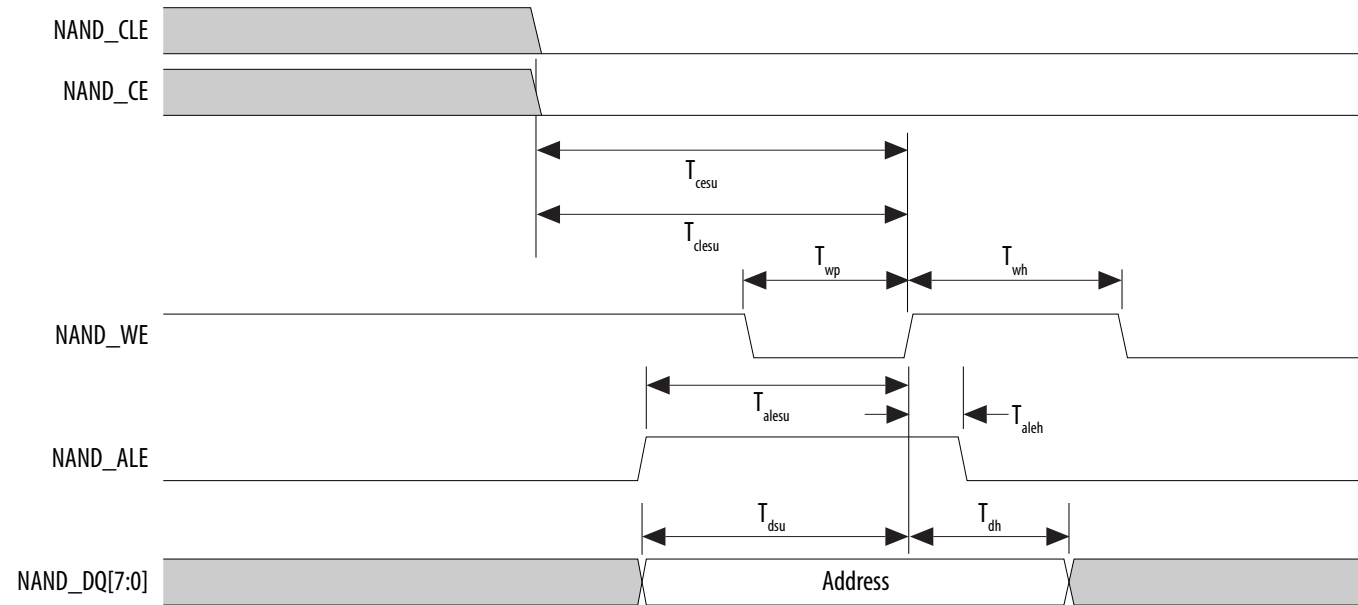 NAND_CLE
NAND_CE
T_cesu
T_clesu
T_wp
T_wh
NAND_WE
T_alesu
T_aleh
NAND_ALE
T_dsu
T_dh
NAND_DQ[7:0]
Address